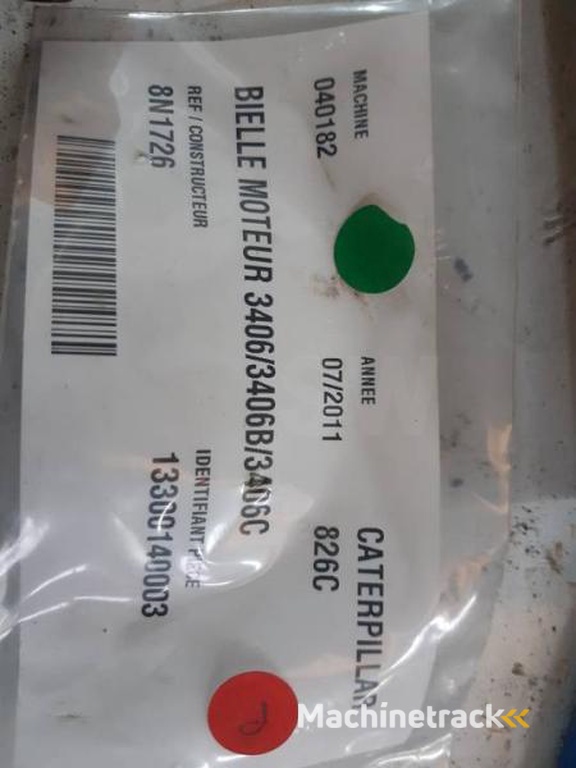 MACHINE ANNEE CATERPILLAR
040182 07/2011 826C
BIELLE MOTEUR 3406/3406B/3406C
REF / CONSTRUCTEUR IDENTIFIANT PIECE
8N1726 13300140003
Machinetrack